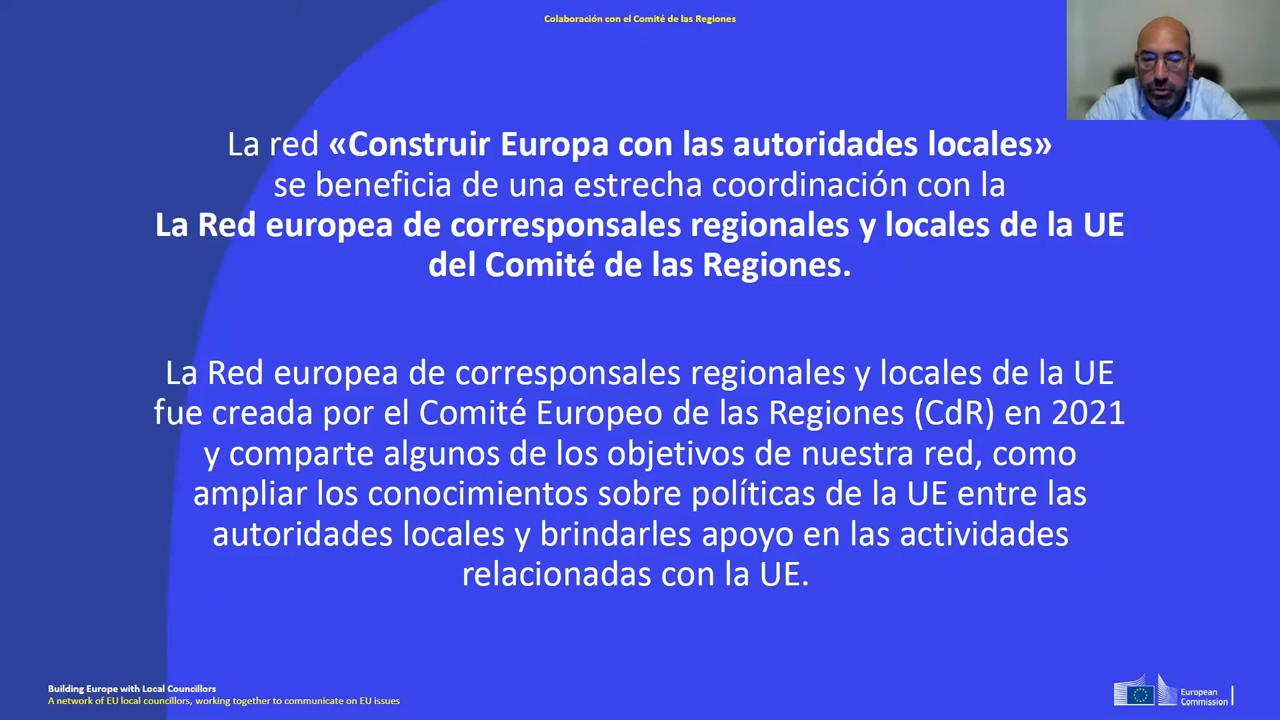 Colaboración con el Comité de las Regiones
La red «Construir Europa con las autoridades locales»
se beneficia de una estrecha coordinación con la
La Red europea de corresponsales regionales y locales de la UE
del Comité de las Regiones.
La Red europea de corresponsales regionales y locales de la UE
fue creada por el Comité Europeo de las Regiones (CdR) en 2021
y comparte algunos de los objetivos de nuestra red, como
ampliar los conocimientos sobre políticas de la UE entre las
autoridades locales y brindarles apoyo en las actividades
relacionadas con la UE.
Building Europe with Local Councillors
A network of EU local councillors, working together to communicate on EU issues
European
Commission